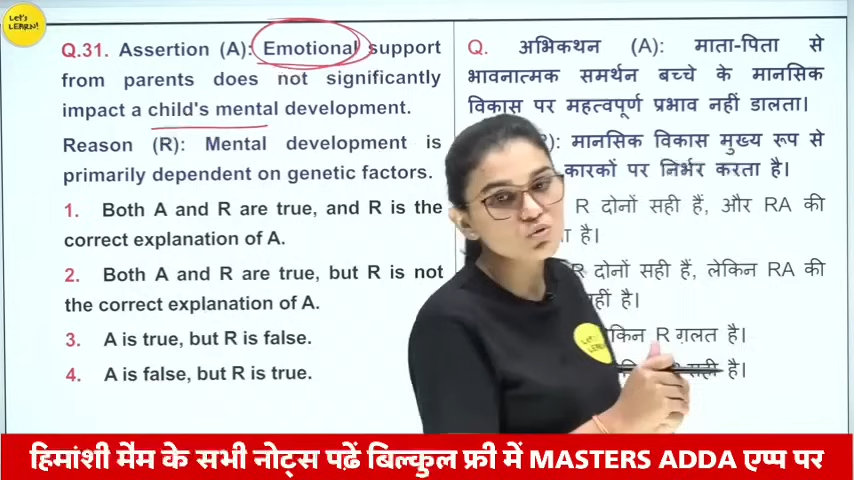 Let's
LEARN!
Q.31. Assertion (A): Emotional support
from parents does not significantly
impact a child's mental development.
Reason (R): Mental development is
primarily dependent on genetic factors.
1. Both A and R are true, and R is the
correct explanation of A.
2. Both A and R are true, but R is not
the correct explanation of A.
3. A is true, but R is false.
4. A is false, but R is true.
Q. अभिकथन (A): माता-पिता से
भावनात्मक समर्थन बच्चे के मानसिक
विकास पर महत्वपूर्ण प्रभाव नहीं डालता।
): मानसिक विकास मुख्य रूप से
कारकों पर निर्भर करता है।
R दोनों सही हैं, और RA की
है।
R दोनों सही हैं, लेकिन RA की
है।
R ग़लत है।
सही है।
Let's
LEARN!
हिमांशी मैम के सभी नोट्स पढ़ें बिल्कुल फ्री में MASTERS ADDA एप्प पर